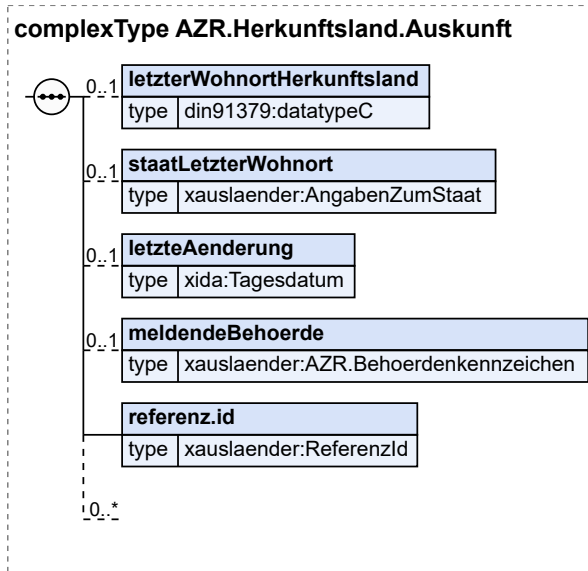 complexType AZR.Herkunftsland.Auskunft
0..1 letzterWohnortHerkunftsland
type din91379:datatypeC
0..1 staatLetzterWohnort
type xauslaender:AngabenZumStaat
0..1 letzteAenderung
type xida:Tagesdatum
0..1 meldendeBehoerde
type xauslaender:AZR.Behoerdenkennzeichen
referenz.id
type xauslaender:ReferenzId
0..*